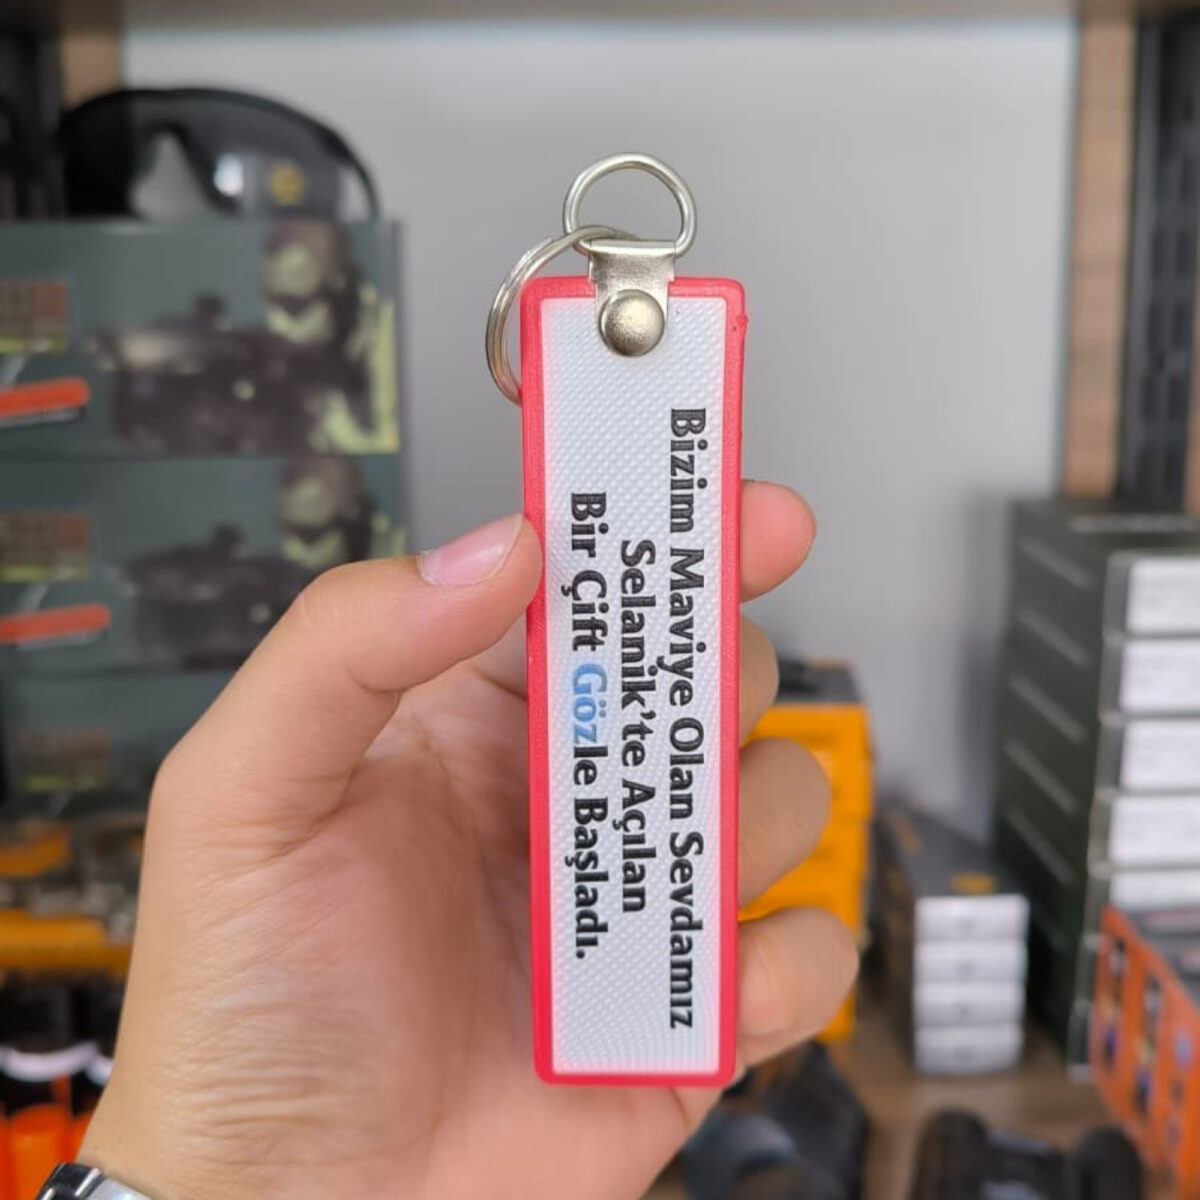 Bizim Maviye Olan Sevdamız
Selanik'te Açılan
Bir Çift Gözle Başladı.